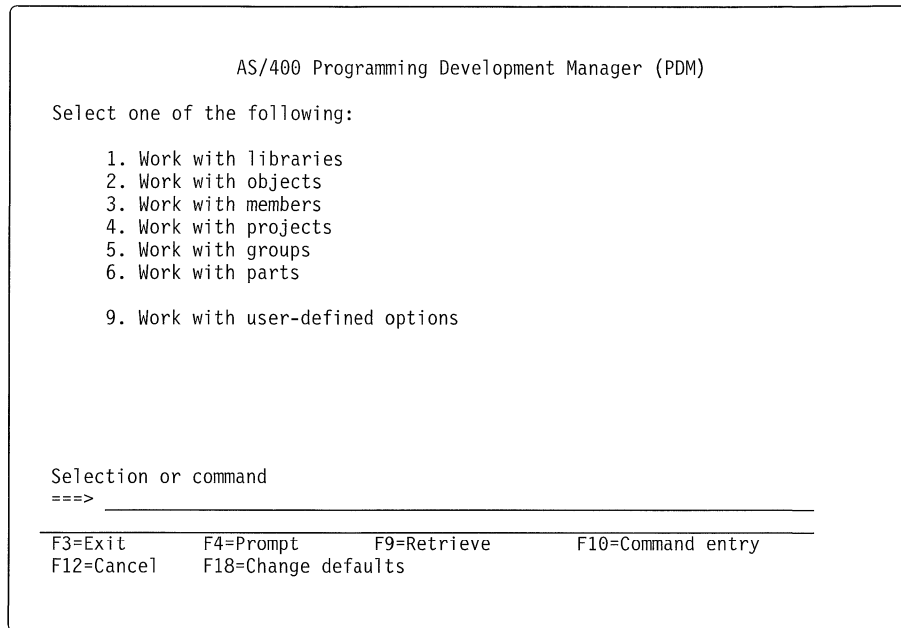 AS/400 Programming Development Manager (PDM)
Select one of the following:
1. Work with libraries
2. Work with objects
3. Work with members
4. Work with projects
5. Work with groups
6. Work with parts
9. Work with user-defined options
Selection or command
===>
F3=Exit F4=Prompt F9=Retrieve F10=Command entry
F12=Cancel F18=Change defaults